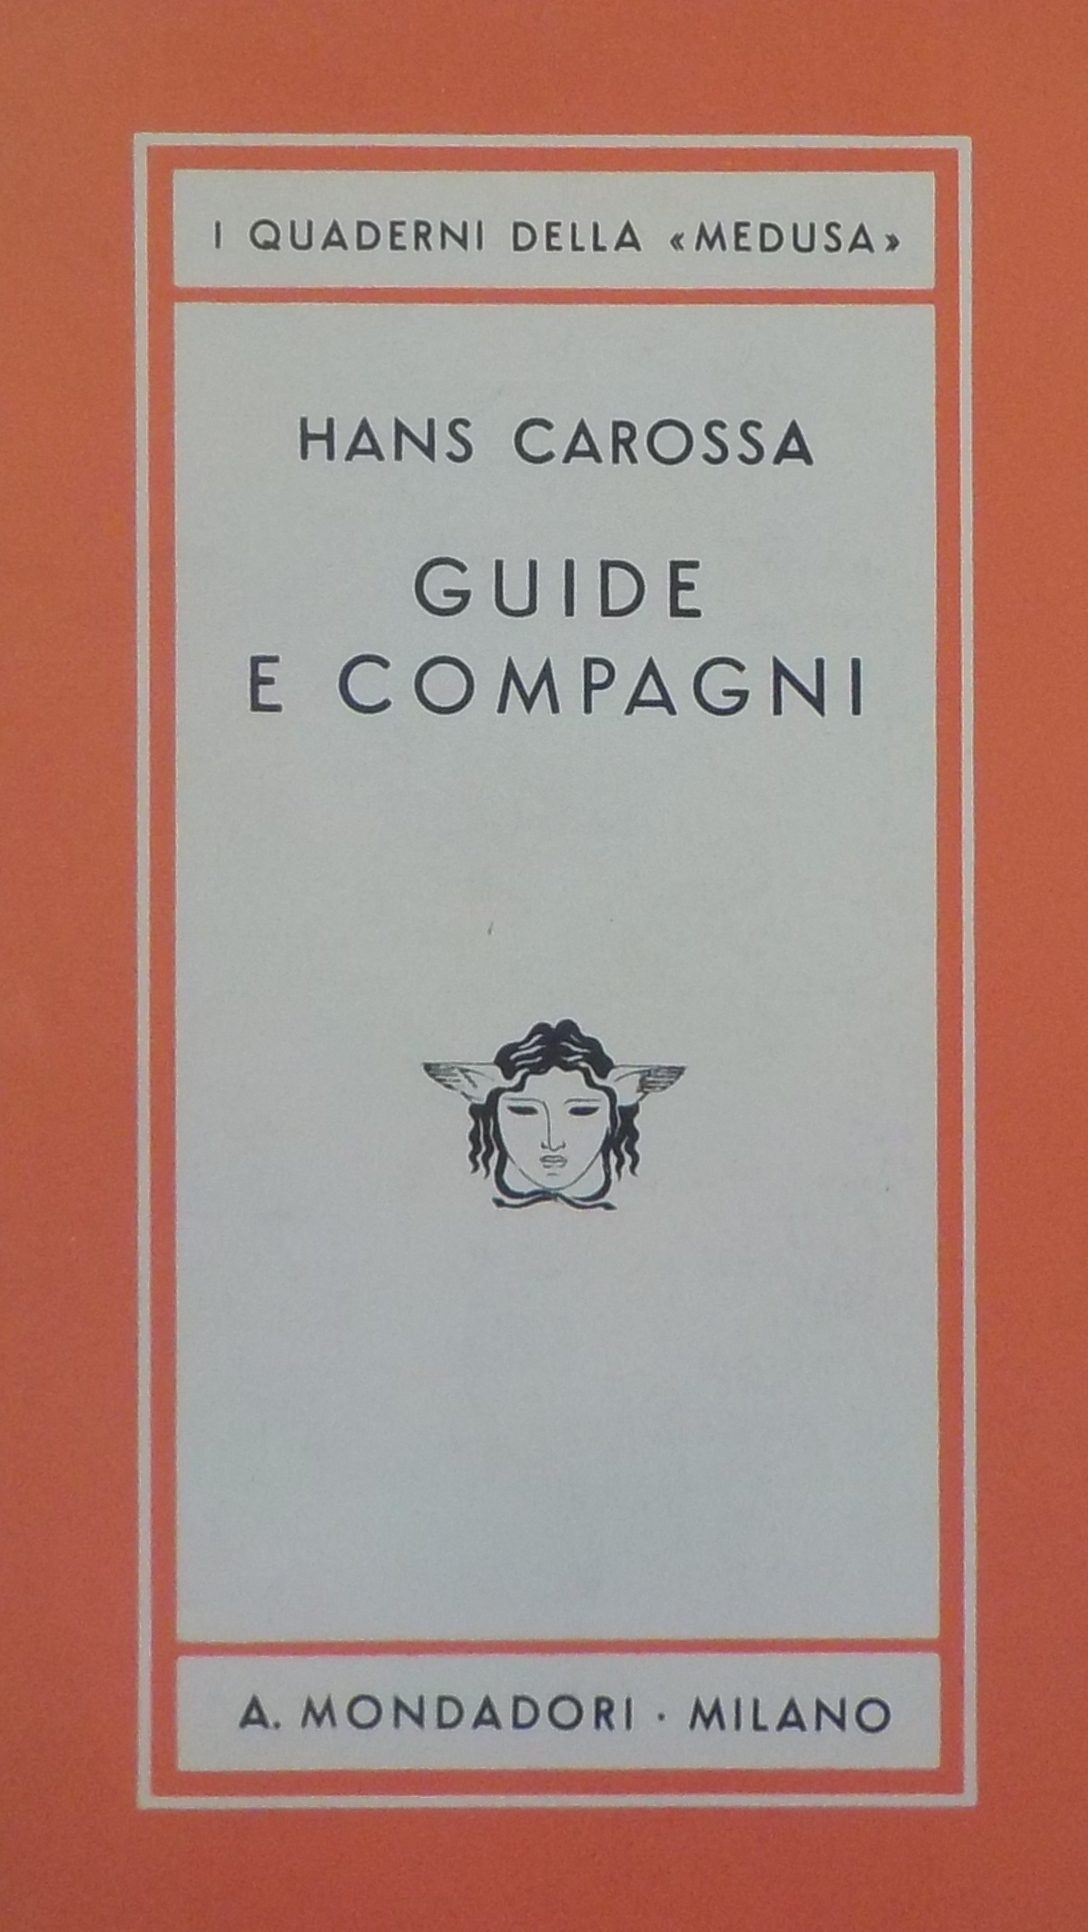 I QUADERNI DELLA «MEDUSA»
HANS CAROSSA
GUIDE
E COMPAGNI
A. MONDADORI · MILANO